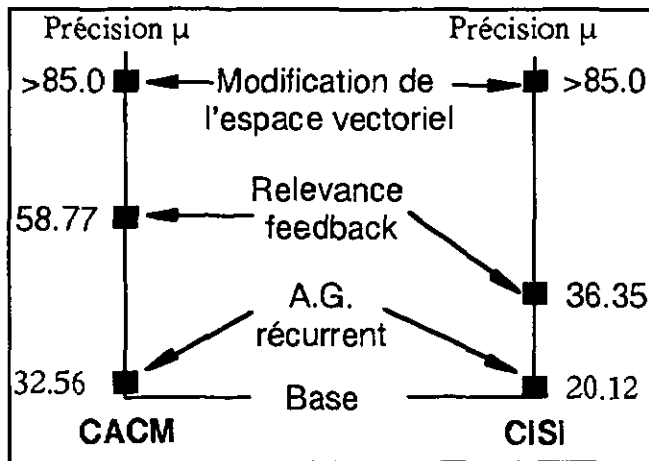 Précision µ Précision µ
>85.0 Modification de >85.0
l'espace vectoriel
Relevance
58.77 feedback
36.35
A.G.
récurrent
32.56 20.12
Base
CACM CISI